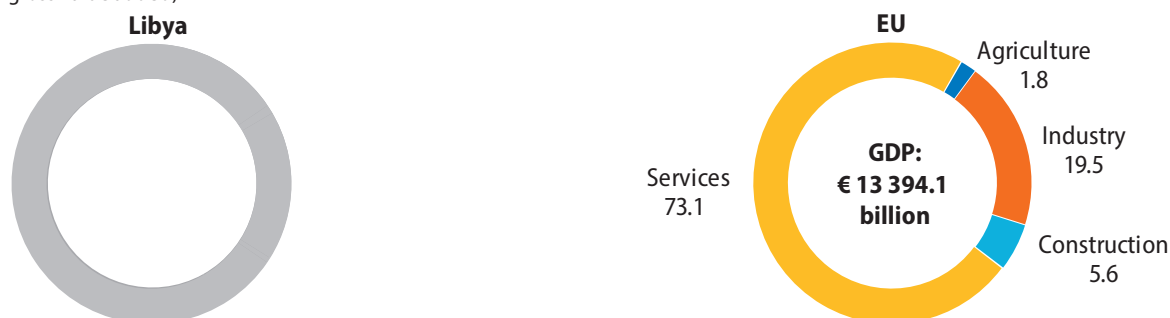 Libya
EU
Agriculture
1.8
Industry
19.5
GDP:
€ 13 394.1
billion
Services
73.1
Construction
5.6